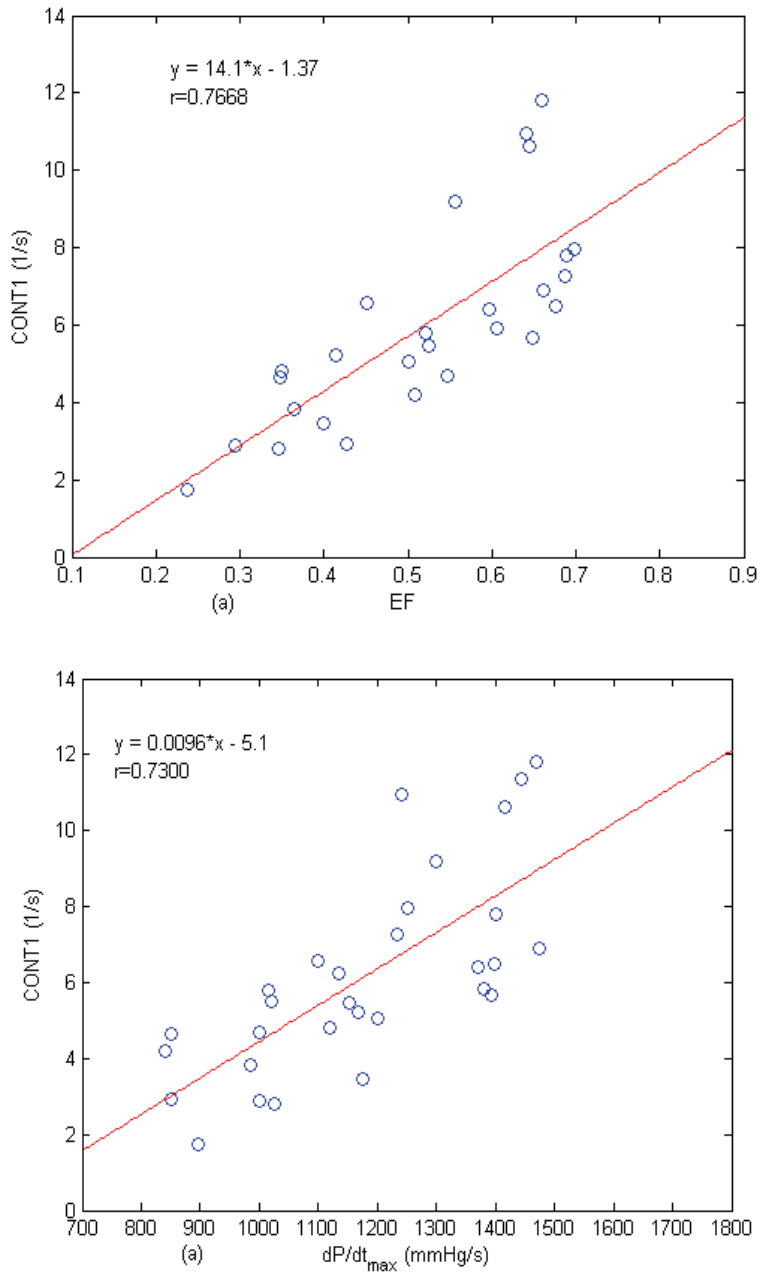 14
12
10
8
6
4
2
0
CONT1 (1/s)
y = 14.1*x - 1.37
r=0.7668
0.1 0.2 0.3 0.4 0.5 0.6 0.7 0.8 0.9
(a) EF
14
12
10
8
6
4
2
0
CONT1 (1/s)
y = 0.0096*x - 5.1
r=0.7300
700 800 900 1000 1100 1200 1300 1400 1500 1600 1700 1800
(a) dP/dtmax (mmHg/s)